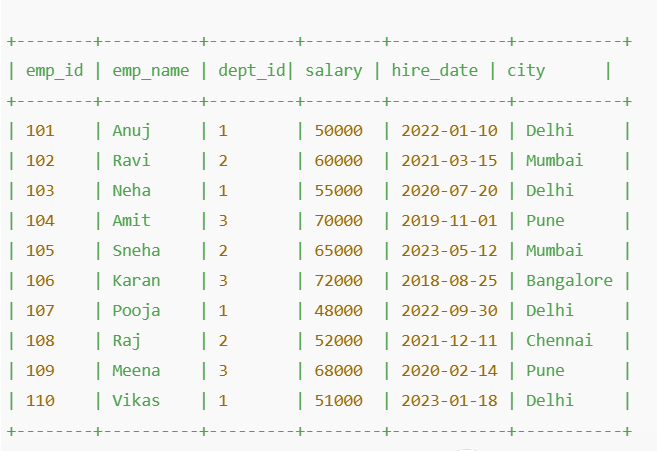 +--------+----------+---------+--------+------------+-----------+
| emp_id | emp_name | dept_id| salary | hire_date | city      |
+--------+----------+---------+--------+------------+-----------+
| 101    | Anuj     | 1       | 50000  | 2022-01-10 | Delhi     |
| 102    | Ravi     | 2       | 60000  | 2021-03-15 | Mumbai    |
| 103    | Neha     | 1       | 55000  | 2020-07-20 | Delhi     |
| 104    | Amit     | 3       | 70000  | 2019-11-01 | Pune      |
| 105    | Sneha    | 2       | 65000  | 2023-05-12 | Mumbai    |
| 106    | Karan    | 3       | 72000  | 2018-08-25 | Bangalore |
| 107    | Pooja    | 1       | 48000  | 2022-09-30 | Delhi     |
| 108    | Raj      | 2       | 52000  | 2021-12-11 | Chennai   |
| 109    | Meena    | 3       | 68000  | 2020-02-14 | Pune      |
| 110    | Vikas    | 1       | 51000  | 2023-01-18 | Delhi     |
+--------+----------+---------+--------+------------+-----------+